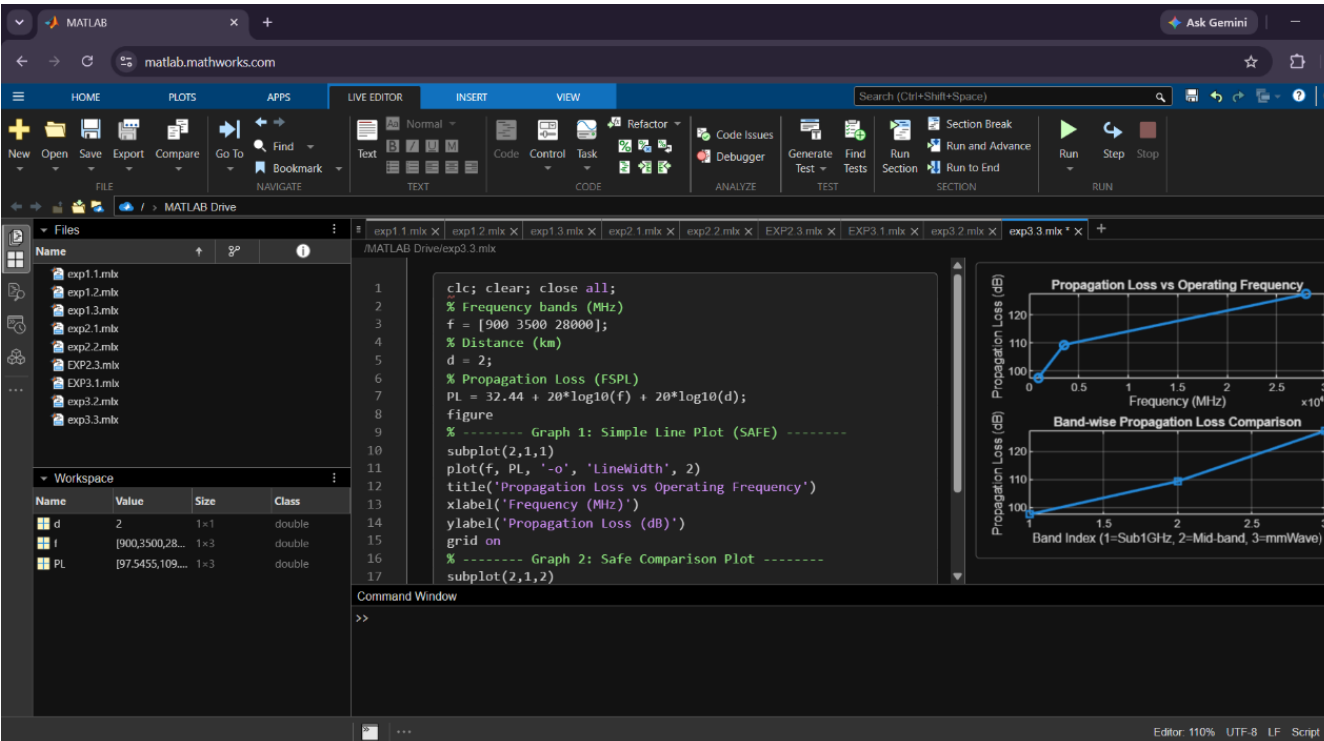 MATLAB
Ask Gemini
matlab.mathworks.com
HOME PLOTS APPS LIVE EDITOR INSERT VIEW
Search (Ctrl+Shift+Space)
New Open Save Export Compare Go To Find Bookmark
FILE NAVIGATE
Text Normal B I U M
TEXT
Code Control Task Refactor
CODE
Code Issues
Debugger
ANALYZE
Generate Test Find Tests
TEST
Run Section Section Break
Run and Advance
Run to End
SECTION
Run Step Stop
RUN
/ > MATLAB Drive
Files
Name
exp1.1.mlx
exp1.2.mlx
exp1.3.mlx
exp2.1.mlx
exp2.2.mlx
EXP2.3.mlx
EXP3.1.mlx
exp3.2.mlx
exp3.3.mlx
Workspace
Name Value Size Class
d 2 1×1 double
f [900,3500,28... 1×3 double
PL [97.5455,109.... 1×3 double
exp1.1.mlx exp1.2.mlx exp1.3.mlx exp2.1.mlx exp2.2.mlx EXP2.3.mlx EXP3.1.mlx exp3.2.mlx exp3.3.mlx *
/MATLAB Drive/exp3.3.mlx
1 clc; clear; close all;
2 % Frequency bands (MHz)
3 f = [900 3500 28000];
4 % Distance (km)
5 d = 2;
6 % Propagation Loss (FSPL)
7 PL = 32.44 + 20*log10(f) + 20*log10(d);
8 figure
9 % -------- Graph 1: Simple Line Plot (SAFE) --------
10 subplot(2,1,1)
11 plot(f, PL, '-o', 'LineWidth', 2)
12 title('Propagation Loss vs Operating Frequency')
13 xlabel('Frequency (MHz)')
14 ylabel('Propagation Loss (dB)')
15 grid on
16 % -------- Graph 2: Safe Comparison Plot --------
17 subplot(2,1,2)
Propagation Loss vs Operating Frequency
Propagation Loss (dB)
120
110
100
0 0.5 1 1.5 2 2.5
Frequency (MHz)
×10
Band-wise Propagation Loss Comparison
Propagation Loss (dB)
120
110
100
1 1.5 2 2.5
Band Index (1=Sub1GHz, 2=Mid-band, 3=mmWave)
Command Window
>>
Editor: 110% UTF-8 LF Script